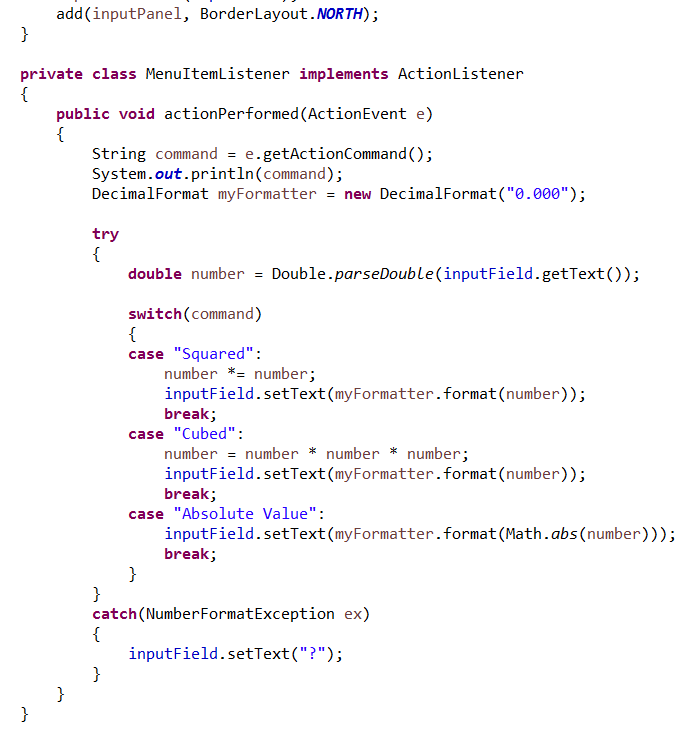 add(inputPanel, BorderLayout.NORTH);
}
private class MenuItemListener implements ActionListener
{
public void actionPerformed(ActionEvent e)
{
String command = e.getActionCommand();
System.out.println(command);
DecimalFormat myFormatter = new DecimalFormat("0.000");
try
{
double number = Double.parseDouble(inputField.getText());
switch(command)
{
case "Squared":
number *= number;
inputField.setText(myFormatter.format(number));
break;
case "Cubed":
number = number * number * number;
inputField.setText(myFormatter.format(number));
break;
case "Absolute Value":
inputField.setText(myFormatter.format(Math.abs(number)));
break;
}
}
catch(NumberFormatException ex)
{
inputField.setText("?");
}
}
}